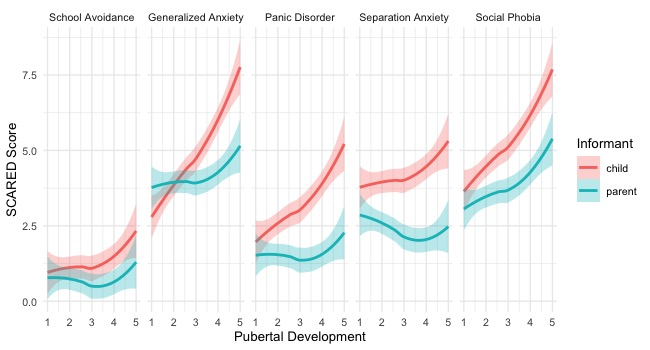 School Avoidance Generalized Anxiety Panic Disorder Separation Anxiety Social Phobia
SCARED Score
7.5
5.0
2.5
0.0
1 2 3 4 5 1 2 3 4 5 1 2 3 4 5 1 2 3 4 5 1 2 3 4 5
Pubertal Development
Informant
child
parent